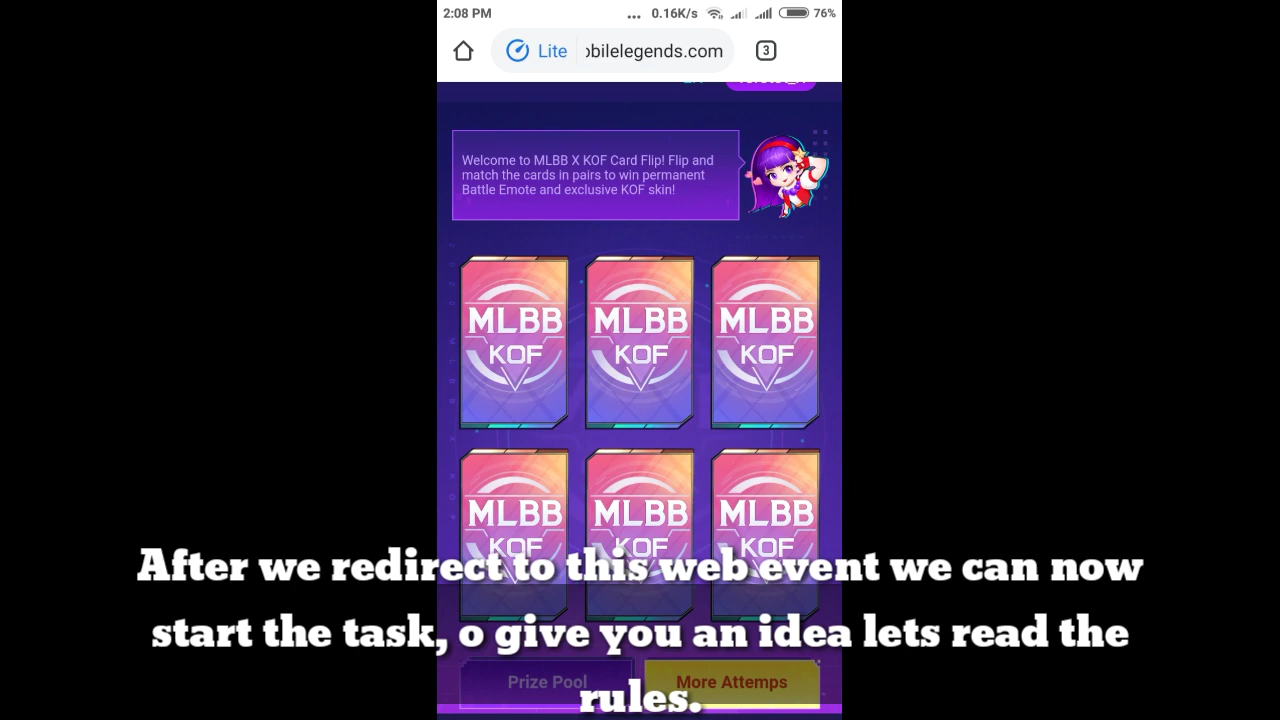 2:08 PM
... 0.16K/s
76%
Lite
obilelegends.com
3
Welcome to MLBB X KOF Card Flip! Flip and
match the cards in pairs to win permanent
Battle Emote and exclusive KOF skin!
MLBB MLBB MLBB
KOF KOF KOF
MLBB MLBB MLBB
KOF KOF KOF
After we redirect to this web event we can now
start the task, o give you an idea lets read the
rules.
Prize Pool
More Attemps